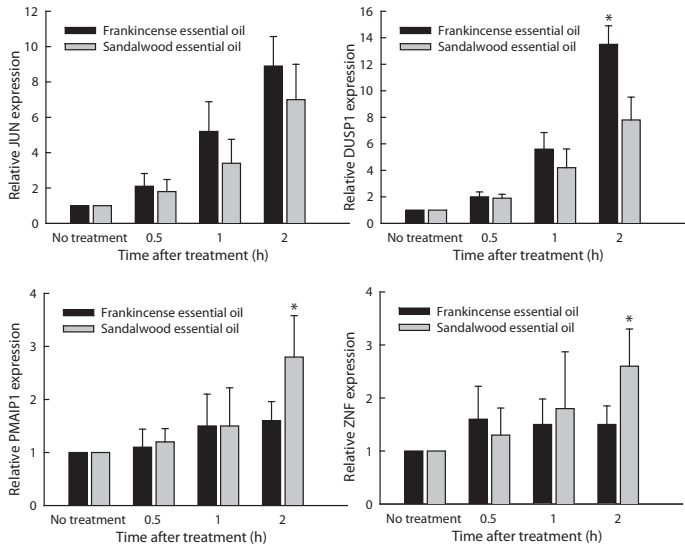 12
10
8
6
4
2
0
Relative JUN expression
Frankincense essential oil
Sandalwood essential oil
No treatment 0.5 1 2
Time after treatment (h)
16
14
12
10
8
6
4
2
0
Relative DUSP1 expression
Frankincense essential oil
Sandalwood essential oil
*
No treatment 0.5 1 2
Time after treatment (h)
4
3
2
1
0
Relative PMAIP1 expression
Frankincense essential oil
Sandalwood essential oil
*
No treatment 0.5 1 2
Time after treatment (h)
4
3
2
1
0
Relative ZNF expression
Frankincense essential oil
Sandalwood essential oil
*
No treatment 0.5 1 2
Time after treatment (h)